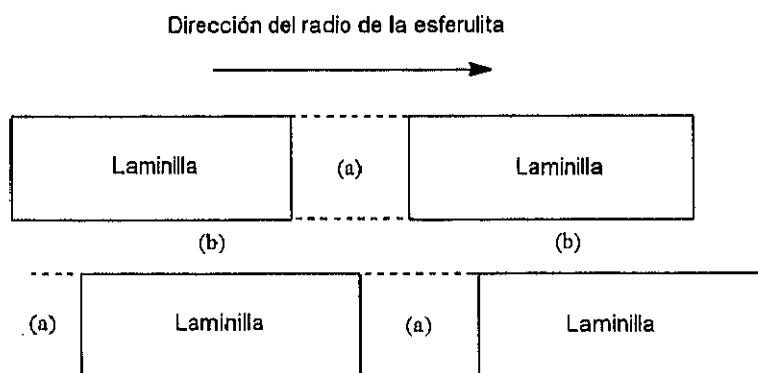 Dirección del radio de la esferulita
Laminilla (a) Laminilla
(b) (b)
(a) Laminilla (a) Laminilla